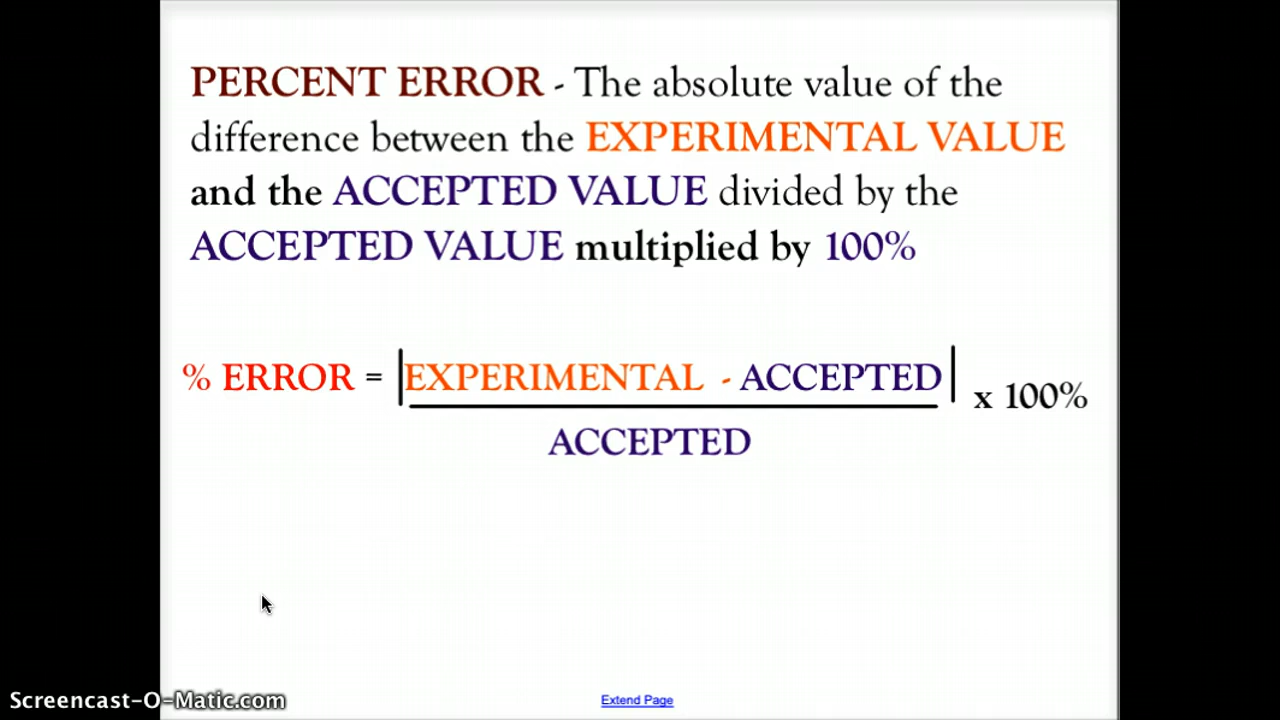 PERCENT ERROR - The absolute value of the
difference between the EXPERIMENTAL VALUE
and the ACCEPTED VALUE divided by the
ACCEPTED VALUE multiplied by 100%
% ERROR = |EXPERIMENTAL - ACCEPTED| x 100%
ACCEPTED
Extend Page
Screencast-O-Matic.com